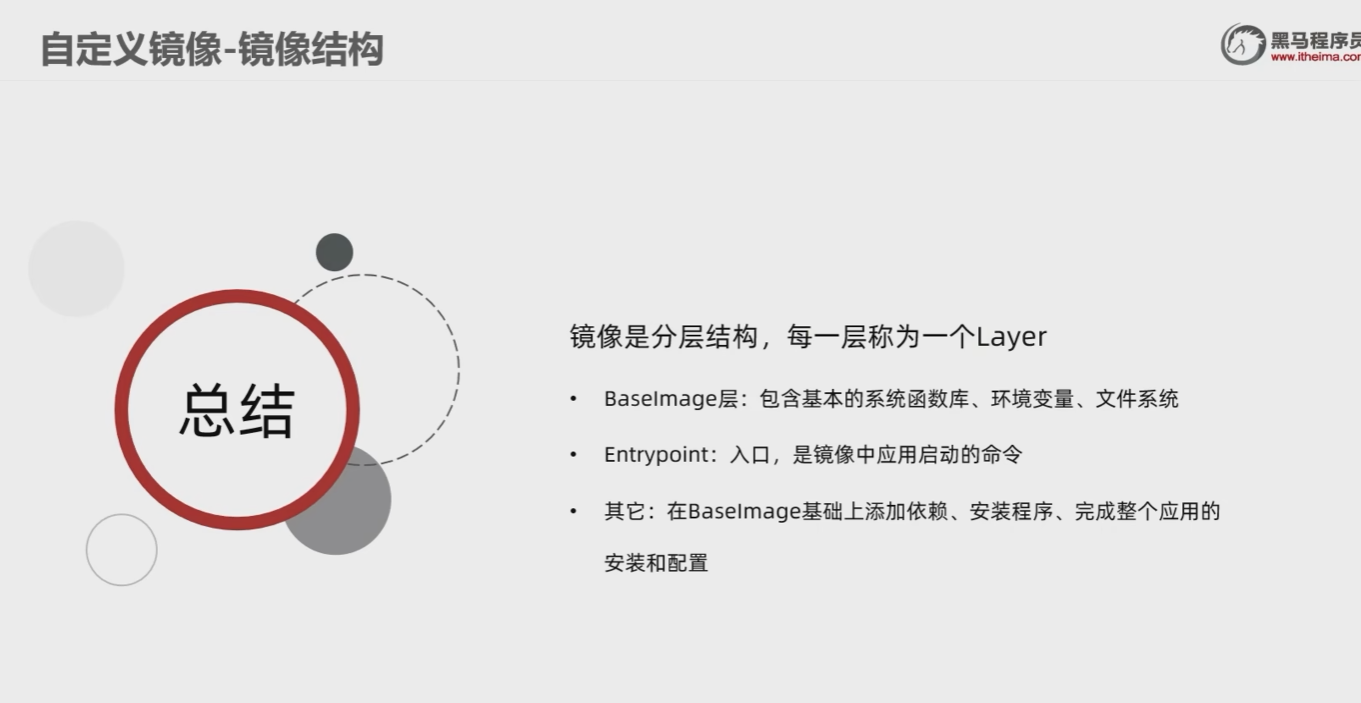 自定义镜像-镜像结构
黑马程序员
www.itheima.com
总结
镜像是分层结构，每一层称为一个Layer
• BaseImage层：包含基本的系统函数库、环境变量、文件系统
• Entrypoint：入口，是镜像中应用启动的命令
• 其它：在BaseImage基础上添加依赖、安装程序、完成整个应用的
安装和配置